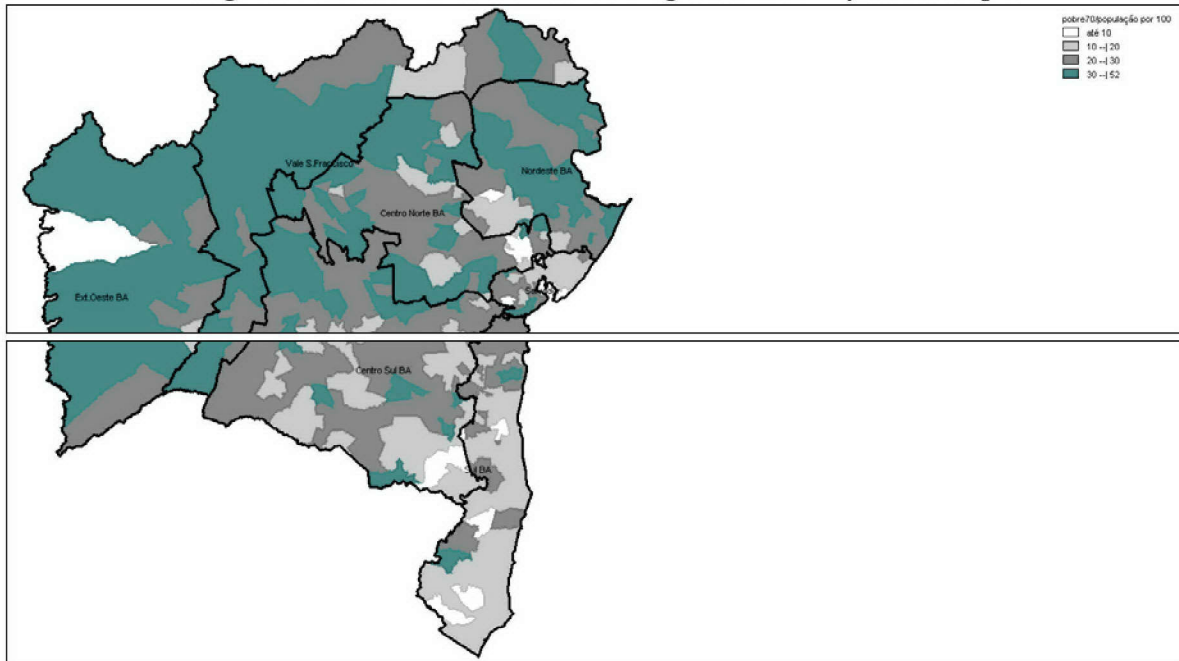 pobre70/população por 100
até 10
10 --| 20
20 --| 30
30 --| 52
Vale S.Francisco
Nordeste BA
Centro Norte BA
Ext.Oeste BA
Centro Sul BA
Sul BA